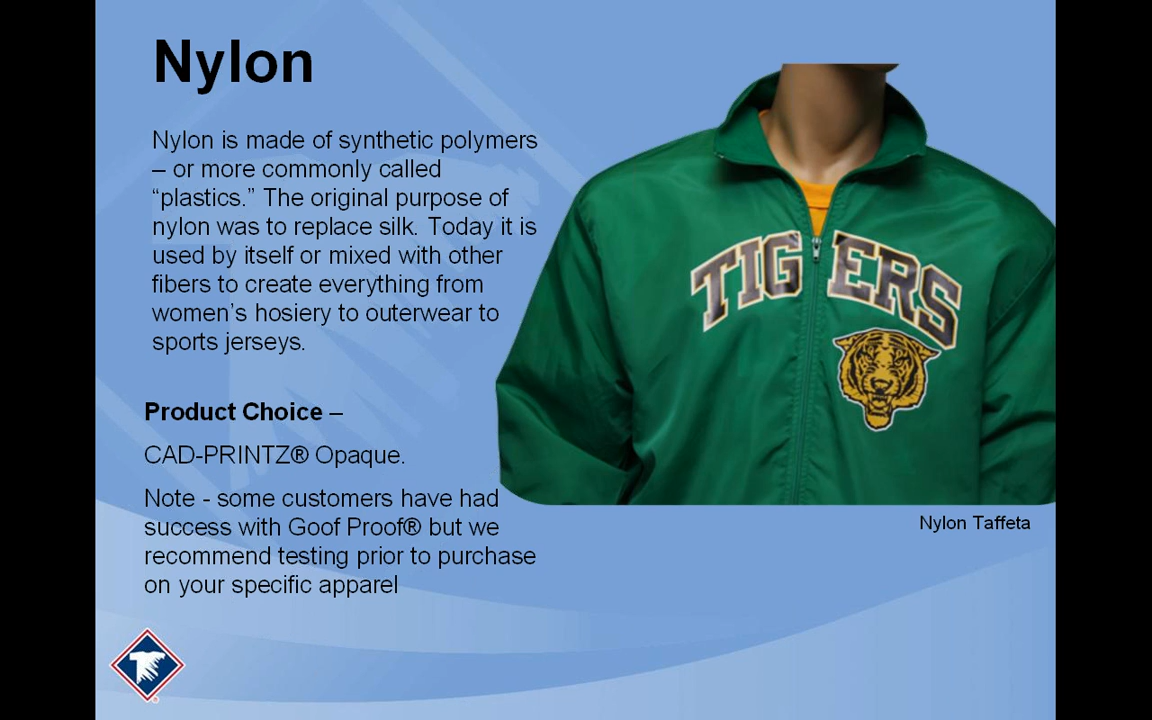 Nylon
Nylon is made of synthetic polymers
– or more commonly called
“plastics.” The original purpose of
nylon was to replace silk. Today it is
used by itself or mixed with other
fibers to create everything from
women’s hosiery to outerwear to
sports jerseys.
TIGERS
Product Choice –
CAD-PRINTZ® Opaque.
Note - some customers have had
success with Goof Proof® but we
recommend testing prior to purchase
on your specific apparel
Nylon Taffeta